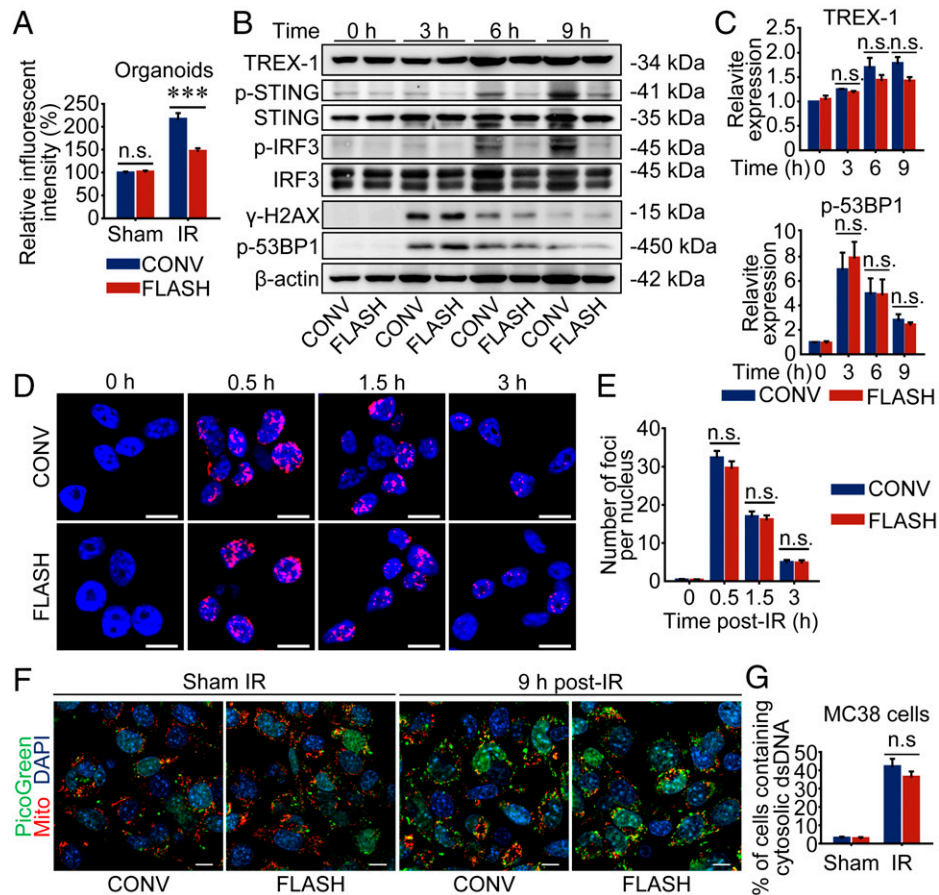 A
Organoids
***
n.s.
Relative influorescent
intensity (%)
250
200
150
100
50
0
Sham IR
CONV
FLASH
B
Time 0 h 3 h 6 h 9 h
TREX-1 -34 kDa
p-STING -41 kDa
STING -35 kDa
p-IRF3 -45 kDa
IRF3 -45 kDa
γ-H2AX -15 kDa
p-53BP1 -450 kDa
β-actin -42 kDa
CONV FLASH CONV FLASH CONV FLASH CONV FLASH
C
TREX-1
Relavite
expression
2.5
2.0
1.5
1.0
n.s. n.s. n.s.
Time (h) 0 3 6 9
p-53BP1
Relavite
expression
10
8
6
4
2
0
n.s. n.s. n.s.
Time (h) 0 3 6 9
CONV FLASH
D
0 h 0.5 h 1.5 h 3 h
CONV
FLASH
E
Number of foci
per nucleus
40
30
20
10
0
n.s. n.s. n.s.
0 0.5 1.5 3
Time post-IR (h)
CONV
FLASH
F
Sham IR 9 h post-IR
PicoGreen
Mito DAPI
CONV FLASH CONV FLASH
G
MC38 cells
% of cells containing
cytosolic dsDNA
50
40
30
20
10
0
n.s
Sham IR